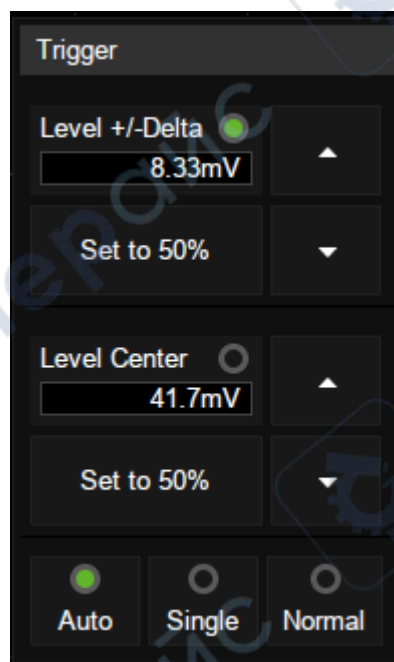 Trigger
Level +/-Delta
8.33mV
Set to 50%
Level Center
41.7mV
Set to 50%
Auto Single Normal